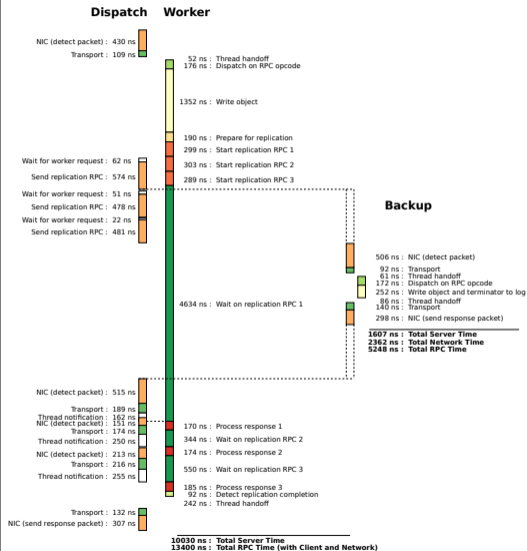 Dispatch Worker
NIC (detect packet) : 430 ns
Transport : 109 ns
52 ns : Thread handoff
176 ns : Dispatch on RPC opcode
1352 ns : Write object
190 ns : Prepare for replication
299 ns : Start replication RPC 1
Wait for worker request : 62 ns
303 ns : Start replication RPC 2
Send replication RPC : 574 ns
289 ns : Start replication RPC 3
Wait for worker request : 51 ns
Send replication RPC : 478 ns
Wait for worker request : 22 ns
Send replication RPC : 481 ns
Backup
506 ns : NIC (detect packet)
92 ns : Transport
61 ns : Thread handoff
172 ns : Dispatch on RPC opcode
252 ns : Write object and terminator to log
86 ns : Thread handoff
140 ns : Transport
298 ns : NIC (send response packet)
4634 ns : Wait on replication RPC 1
1607 ns : Total Server Time
2362 ns : Total Network Time
5248 ns : Total RPC Time
NIC (detect packet) : 515 ns
Transport : 189 ns
Thread notification : 162 ns
NIC (detect packet) : 151 ns
Transport : 174 ns
170 ns : Process response 1
Thread notification : 250 ns
344 ns : Wait on replication RPC 2
NIC (detect packet) : 213 ns
174 ns : Process response 2
Transport : 216 ns
550 ns : Wait on replication RPC 3
Thread notification : 255 ns
185 ns : Process response 3
92 ns : Detect replication completion
242 ns : Thread handoff
Transport : 132 ns
NIC (send response packet) : 307 ns
10030 ns : Total Server Time
13400 ns : Total RPC Time (with Client and Network)